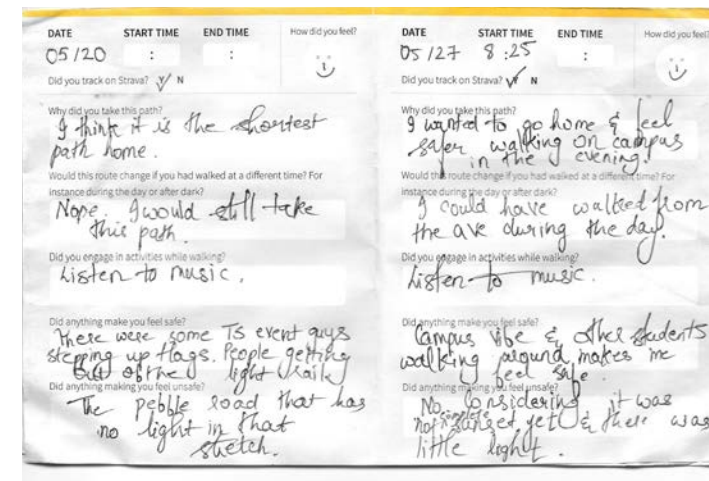 DATE START TIME END TIME How did you feel?
05/20 : :
Did you track on Strava? Y N
Why did you take this path?
I think it is the shortest
path home.
Would this route change if you had walked at a different time? For
instance during the day or after dark?
Nope. I would still take
this path.
Did you engage in activities while walking?
Listen to music.
Did anything make you feel safe?
There were some TS event guys
stepping up flags. People getting
out of the light rail
Did anything making you feel unsafe?
The pebble road that has
no light in that
stretch.
DATE START TIME END TIME How did you feel?
05/27 8:25 :
Did you track on Strava? Y N
Why did you take this path?
I wanted to go home & feel
safer walking on campus
in the evening.
Would this route change if you had walked at a different time? For
instance during the day or after dark?
I could have walked from
the ave during the day.
Did you engage in activities while walking?
Listen to music.
Did anything make you feel safe?
Campus vibe & other students
walking around makes me
feel safe.
Did anything making you feel unsafe?
No. Considering it was
not complete sunset yet & there was
little light.